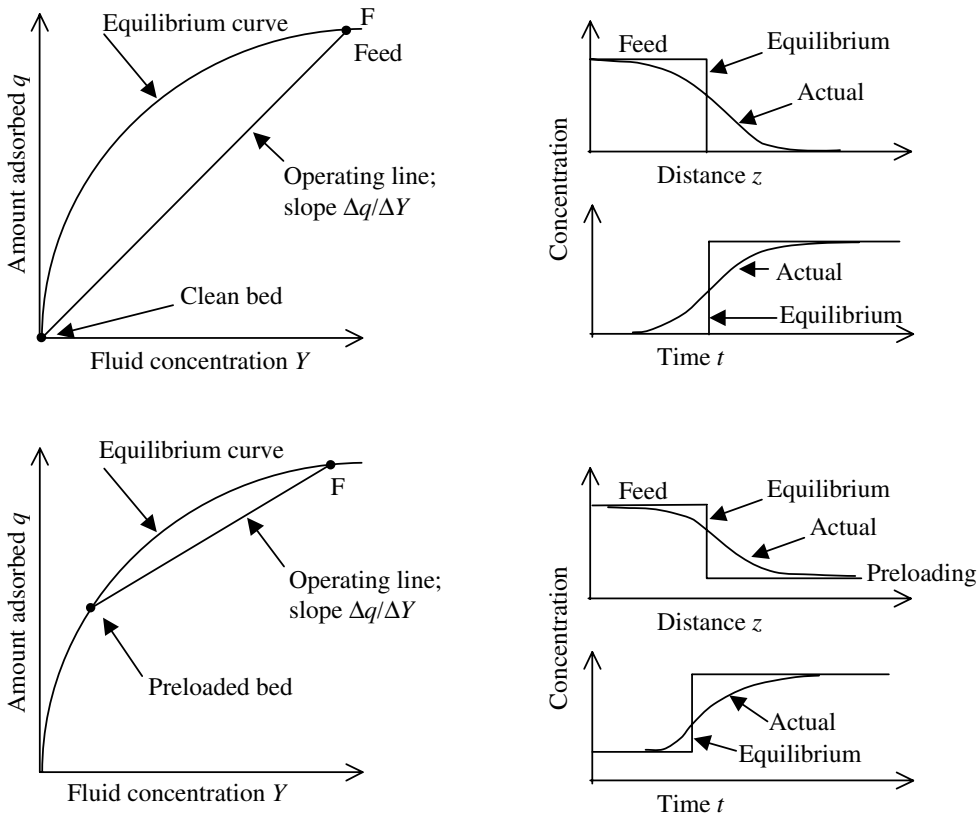 Equilibrium curve
F
Feed
Operating line;
slope Δq/ΔY
Clean bed
Amount adsorbed q
Fluid concentration Y
Feed
Equilibrium
Actual
Distance z
Concentration
Actual
Equilibrium
Time t
Equilibrium curve
F
Operating line;
slope Δq/ΔY
Preloaded bed
Amount adsorbed q
Fluid concentration Y
Feed
Equilibrium
Actual
Preloading
Distance z
Concentration
Actual
Equilibrium
Time t